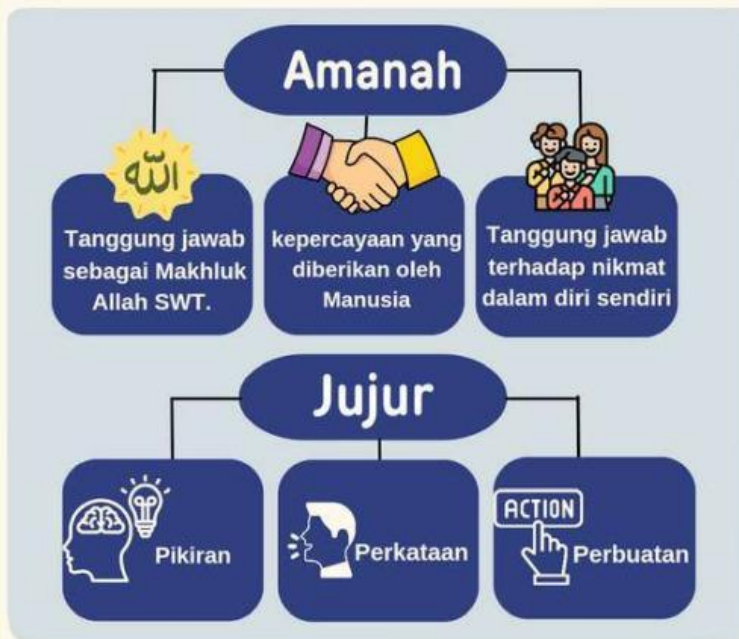 Amanah
الله
Tanggung jawab
sebagai Makhluk
Allah SWT.
kepercayaan yang
diberikan oleh
Manusia
Tanggung jawab
terhadap nikmat
dalam diri sendiri
Jujur
Pikiran
Perkataan
ACTION
Perbuatan